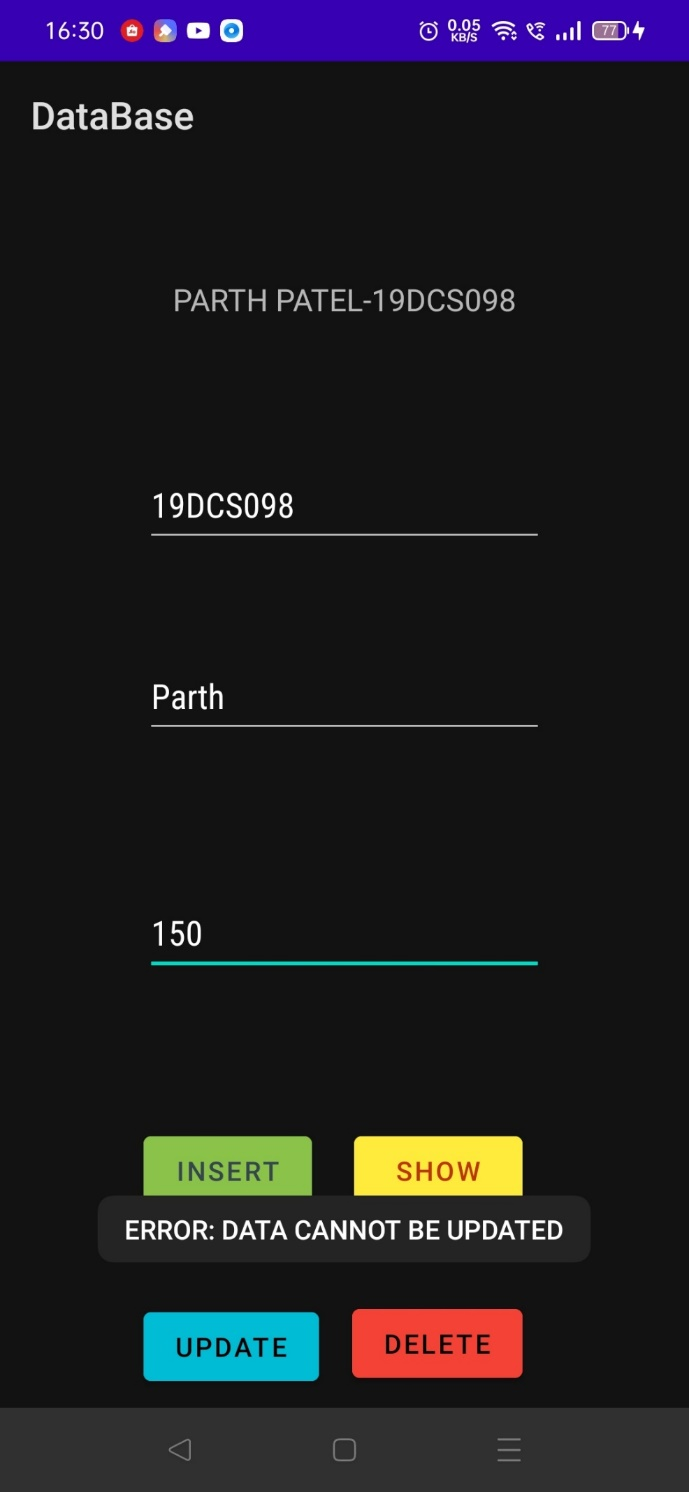 16:30
0.05
KB/S
77
DataBase
PARTH PATEL-19DCS098
19DCS098
Parth
150
INSERT
SHOW
ERROR: DATA CANNOT BE UPDATED
UPDATE
DELETE